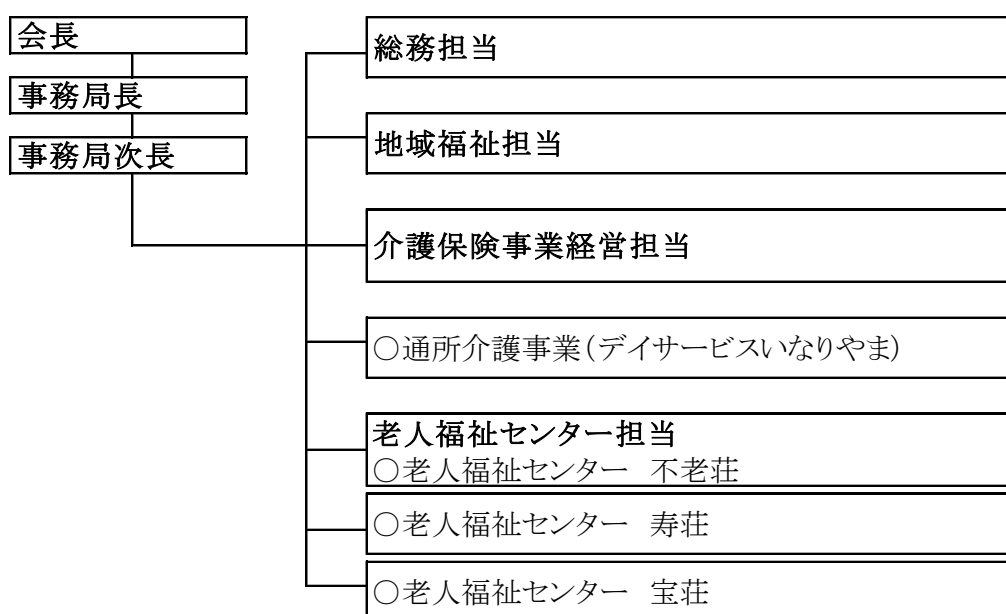 会長
事務局長
事務局次長
総務担当
地域福祉担当
介護保険事業経営担当
○通所介護事業(デイサービスいなりやま)
老人福祉センター担当
○老人福祉センター　不老荘
○老人福祉センター　寿荘
○老人福祉センター　宝荘